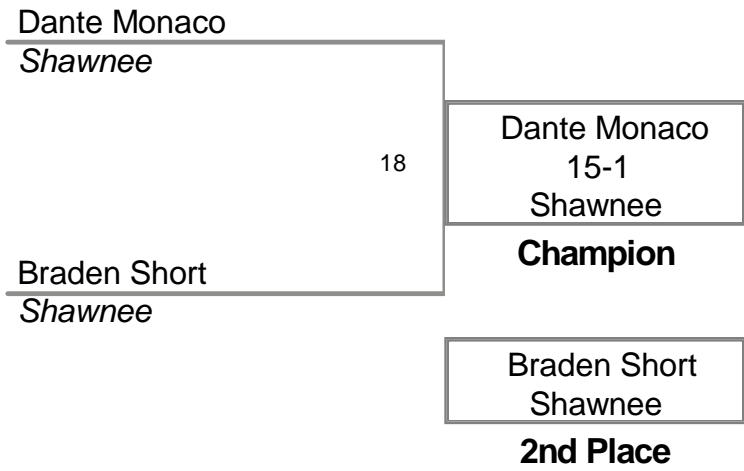 Dante Monaco
Shawnee
18
Dante Monaco
15-1
Shawnee
Champion
Braden Short
Shawnee
Braden Short
Shawnee
2nd Place